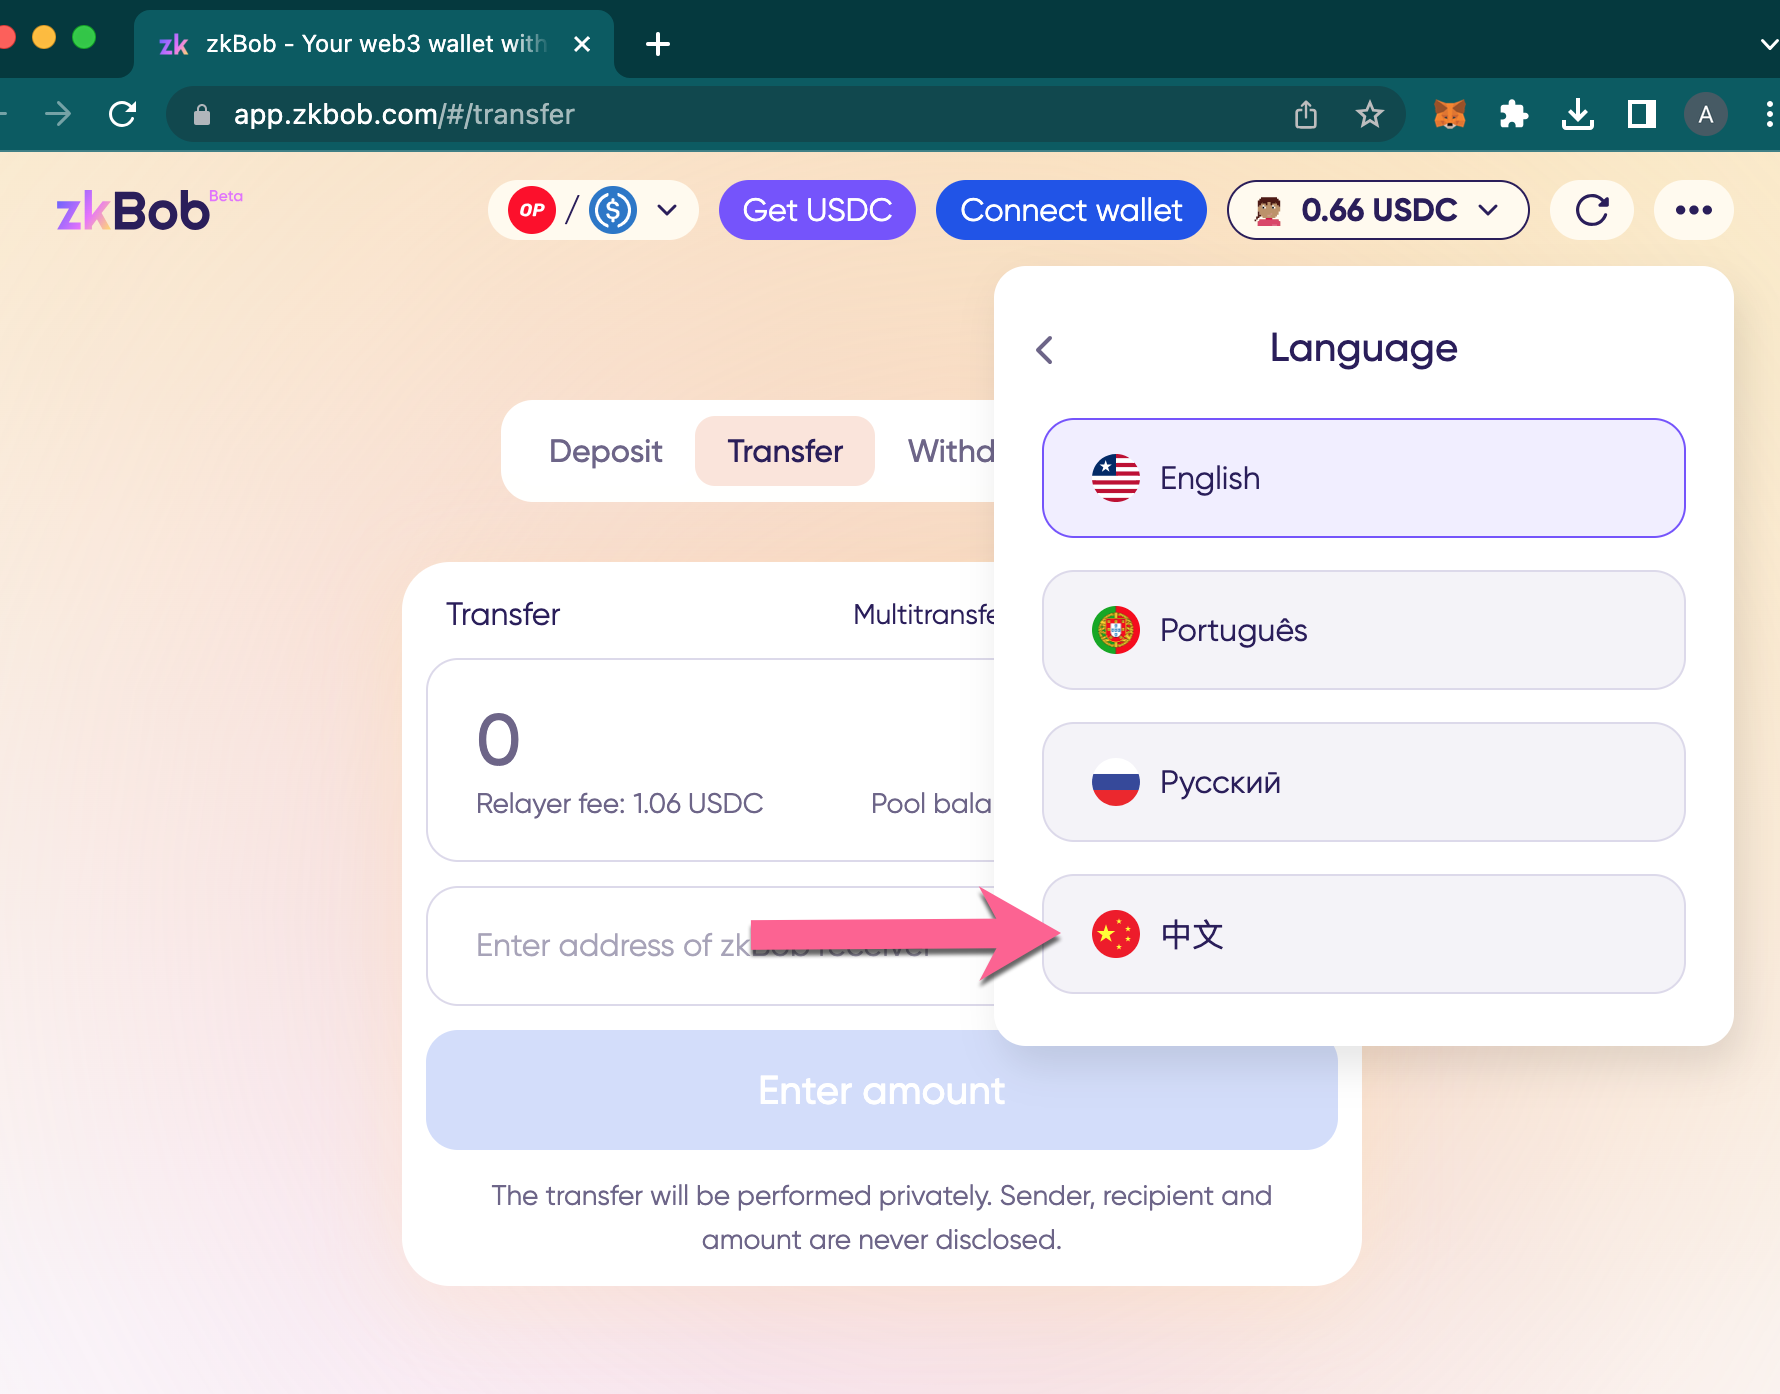 zk zkBob - Your web3 wallet with
app.zkbob.com/#/transfer
A
zkBob Beta
OP / $
Get USDC
Connect wallet
0.66 USDC
Language
Deposit
Transfer
Withd
English
Português
Русский
中文
Transfer
Multitransfe
0
Relayer fee: 1.06 USDC
Pool bala
Enter address of zkBob receiver
Enter amount
The transfer will be performed privately. Sender, recipient and
amount are never disclosed.